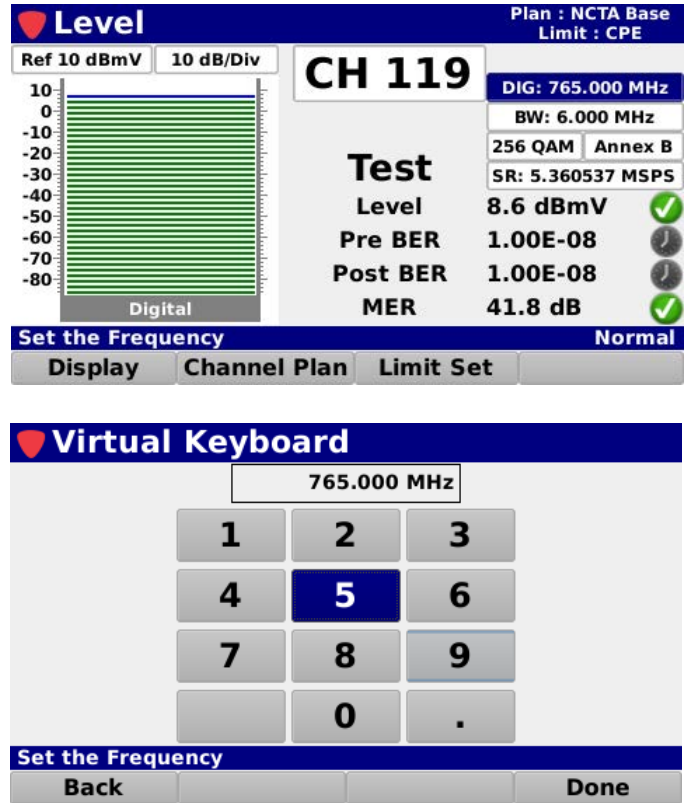 Level
Plan : NCTA Base
Limit : CPE
Ref 10 dBmV 10 dB/Div
CH 119
DIG: 765.000 MHz
BW: 6.000 MHz
256 QAM Annex B
SR: 5.360537 MSPS
10
0
-10
-20
-30
-40
-50
-60
-70
-80
Digital
Test
Level 8.6 dBmV
Pre BER 1.00E-08
Post BER 1.00E-08
MER 41.8 dB
Set the Frequency Normal
Display Channel Plan Limit Set
Virtual Keyboard
765.000 MHz
1 2 3
4 5 6
7 8 9
0 .
Set the Frequency
Back Done